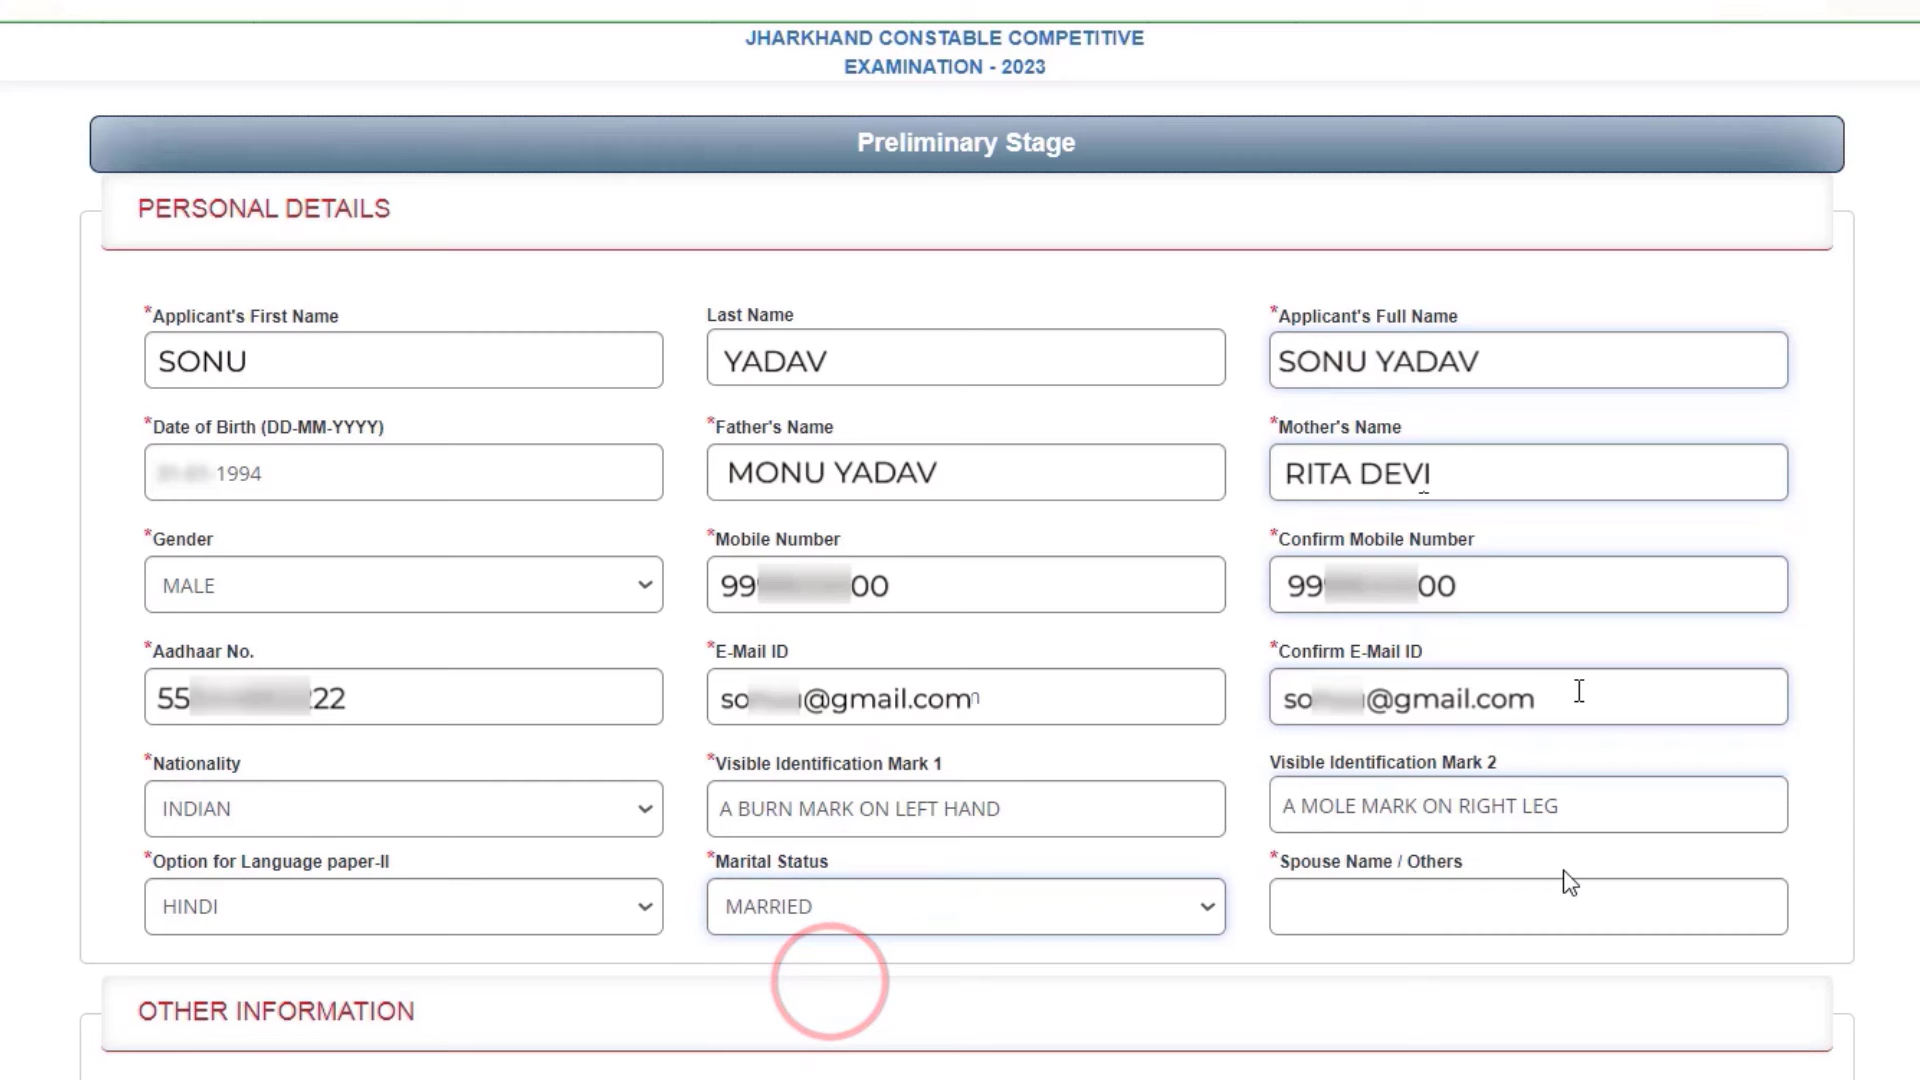 JHARKHAND CONSTABLE COMPETITIVE
EXAMINATION - 2023
Preliminary Stage
PERSONAL DETAILS
*Applicant's First Name
SONU
Last Name
YADAV
*Applicant's Full Name
SONU YADAV
*Date of Birth (DD-MM-YYYY)
1994
*Father's Name
MONU YADAV
*Mother's Name
RITA DEVI
*Gender
MALE
*Mobile Number
99 00
*Confirm Mobile Number
99 00
*Aadhaar No.
55 22
*E-Mail ID
so @gmail.com
*Confirm E-Mail ID
so @gmail.com
*Nationality
INDIAN
*Visible Identification Mark 1
A BURN MARK ON LEFT HAND
Visible Identification Mark 2
A MOLE MARK ON RIGHT LEG
*Option for Language paper-II
HINDI
*Marital Status
MARRIED
*Spouse Name / Others
OTHER INFORMATION